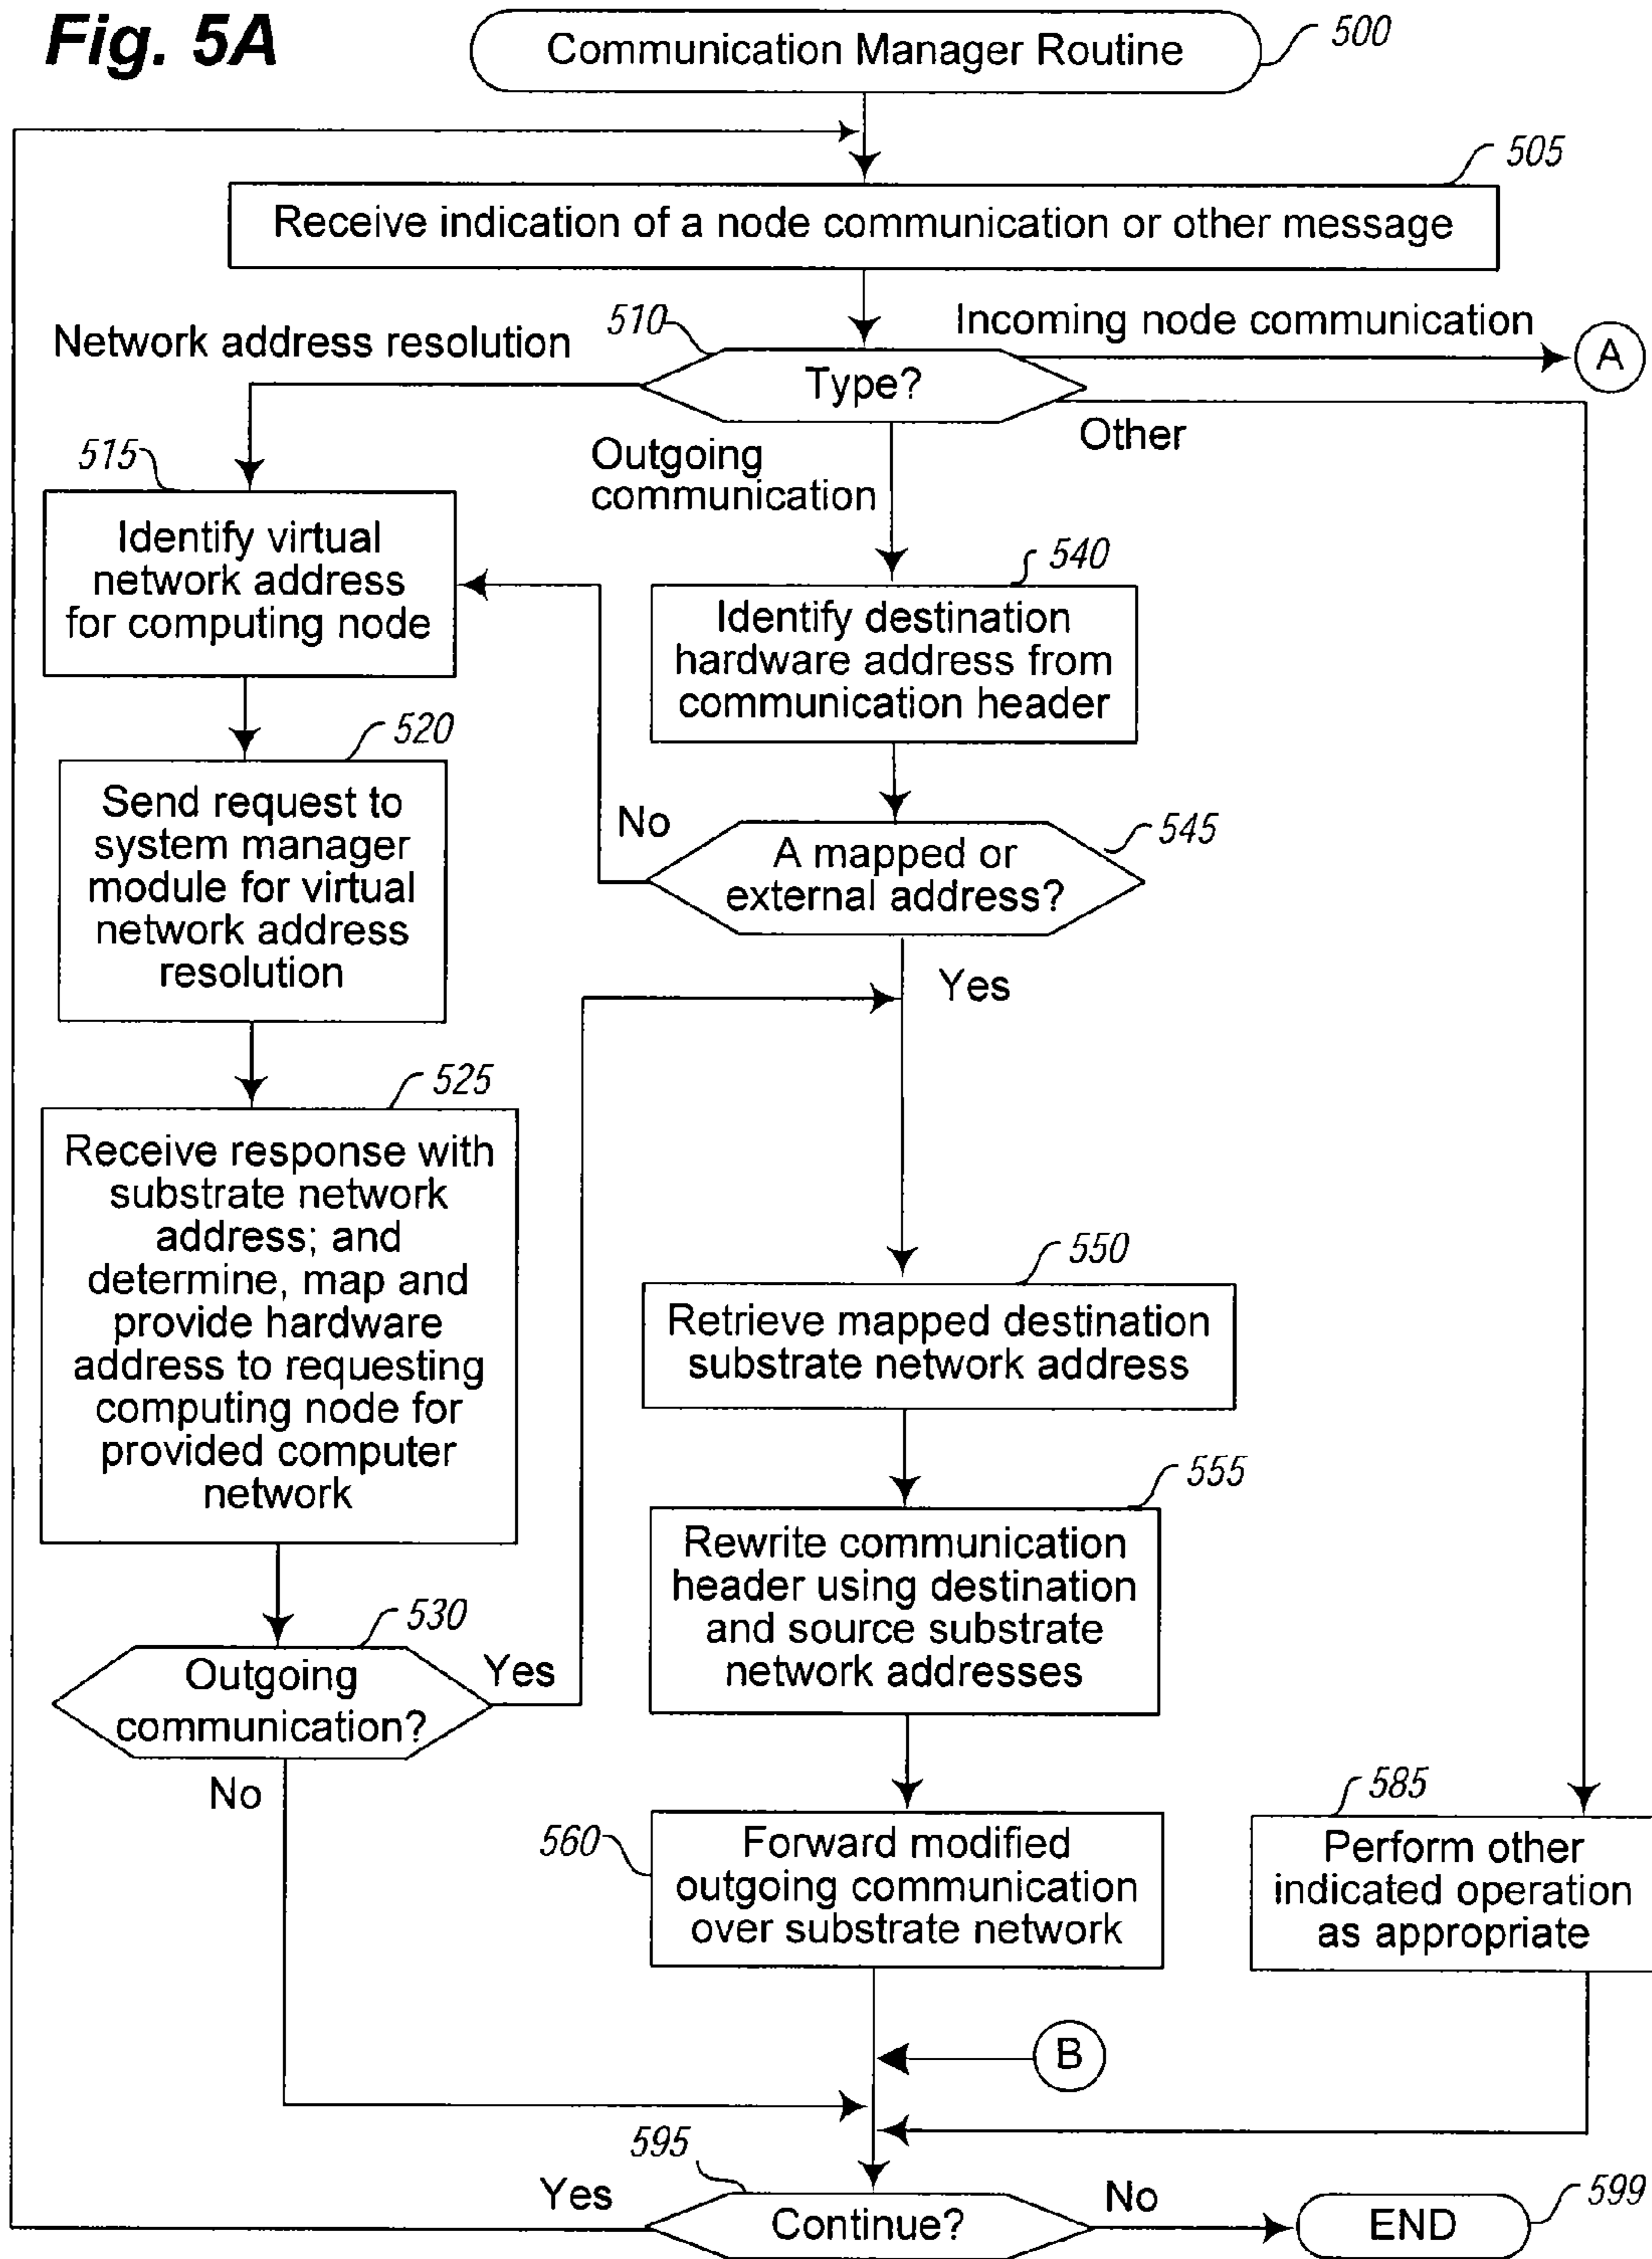 Fig. 5A
Communication Manager Routine
500
505
Receive indication of a node communication or other message
Network address resolution
510
Incoming node communication
A
Type?
Other
515
Outgoing
communication
Identify virtual
network address
for computing node
540
Identify destination
hardware address from
communication header
520
Send request to
system manager
module for virtual
network address
resolution
No
545
A mapped or
external address?
Yes
525
Receive response with
substrate network
address; and
determine, map and
provide hardware
address to requesting
computing node for
provided computer
network
550
Retrieve mapped destination
substrate network address
555
Rewrite communication
header using destination
and source substrate
network addresses
530
Outgoing
communication?
Yes
No
560
Forward modified
outgoing communication
over substrate network
585
Perform other
indicated operation
as appropriate
B
595
Yes
Continue?
No
END
599